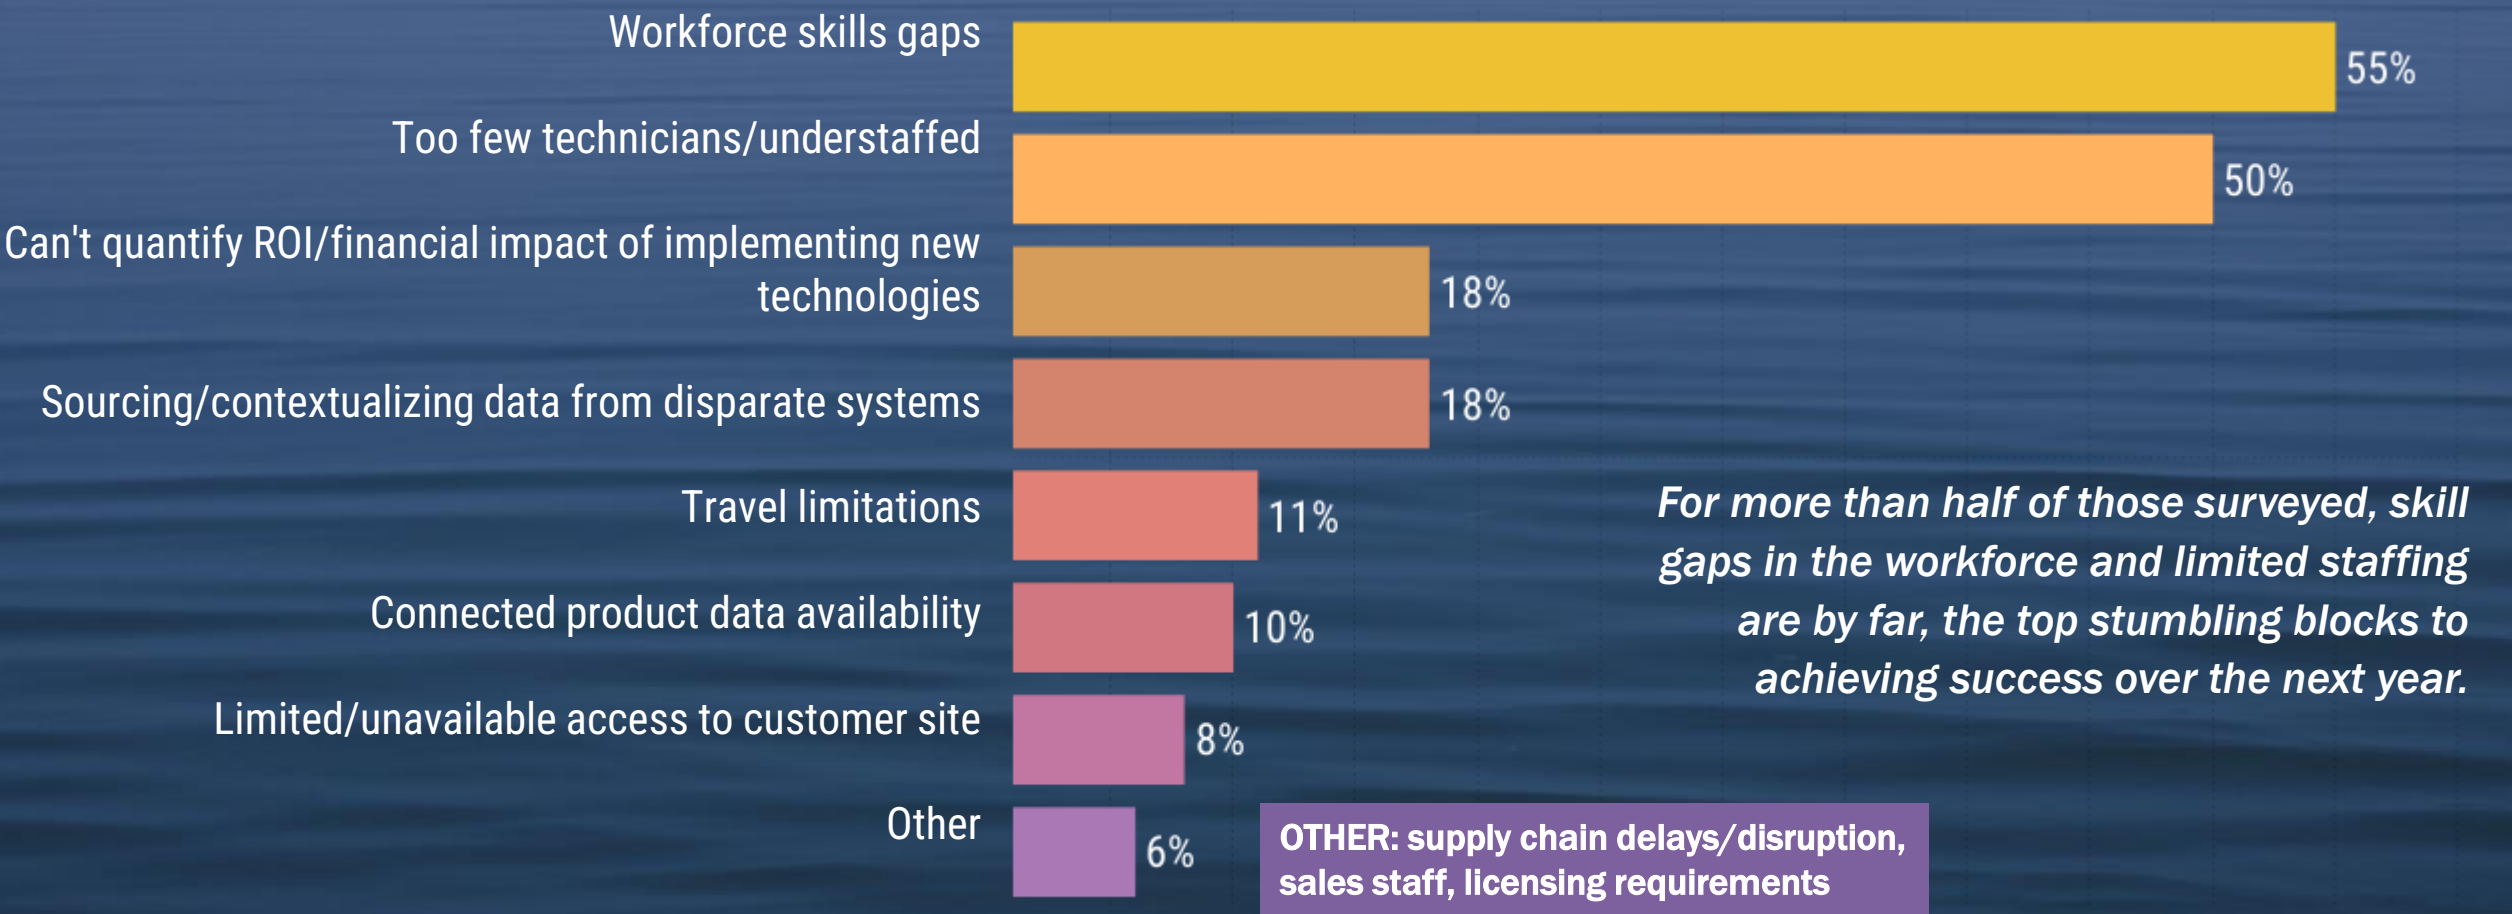 Workforce skills gaps
55%
Too few technicians/understaffed
50%
Can't quantify ROI/financial impact of implementing new
technologies
18%
Sourcing/contextualizing data from disparate systems
18%
Travel limitations
11%
Connected product data availability
10%
Limited/unavailable access to customer site
8%
Other
6%
For more than half of those surveyed, skill
gaps in the workforce and limited staffing
are by far, the top stumbling blocks to
achieving success over the next year.
OTHER: supply chain delays/disruption,
sales staff, licensing requirements